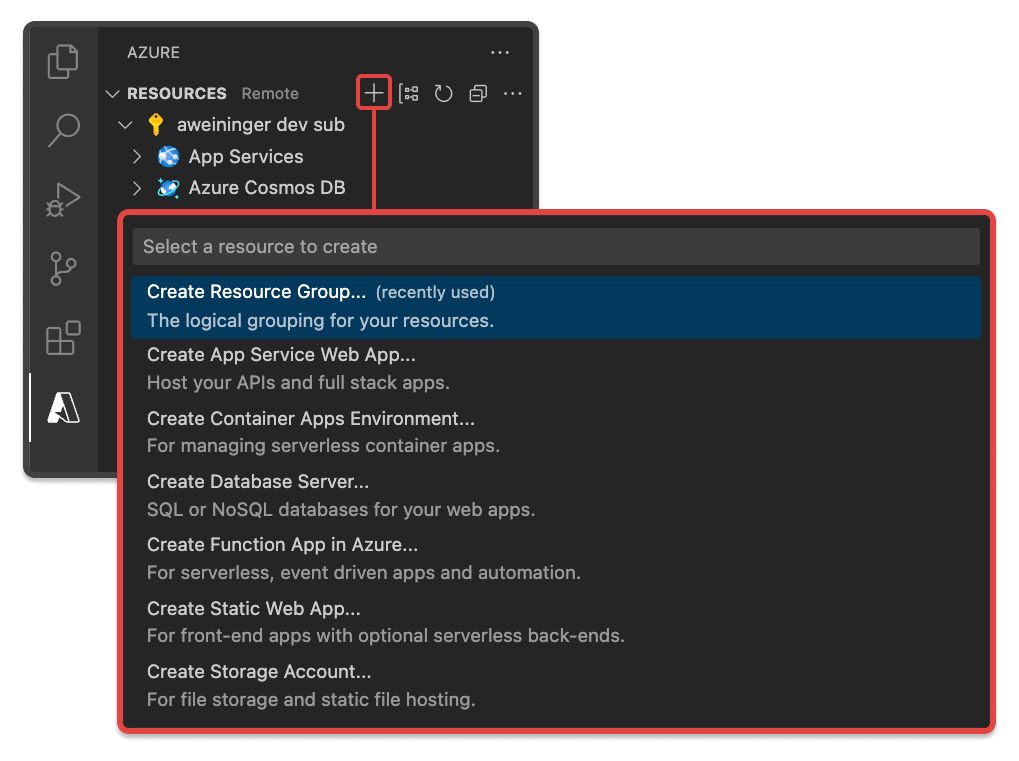 AZURE
RESOURCES Remote
aweininger dev sub
App Services
Azure Cosmos DB
Select a resource to create
Create Resource Group... (recently used)
The logical grouping for your resources.
Create App Service Web App...
Host your APIs and full stack apps.
Create Container Apps Environment...
For managing serverless container apps.
Create Database Server...
SQL or NoSQL databases for your web apps.
Create Function App in Azure...
For serverless, event driven apps and automation.
Create Static Web App...
For front-end apps with optional serverless back-ends.
Create Storage Account...
For file storage and static file hosting.